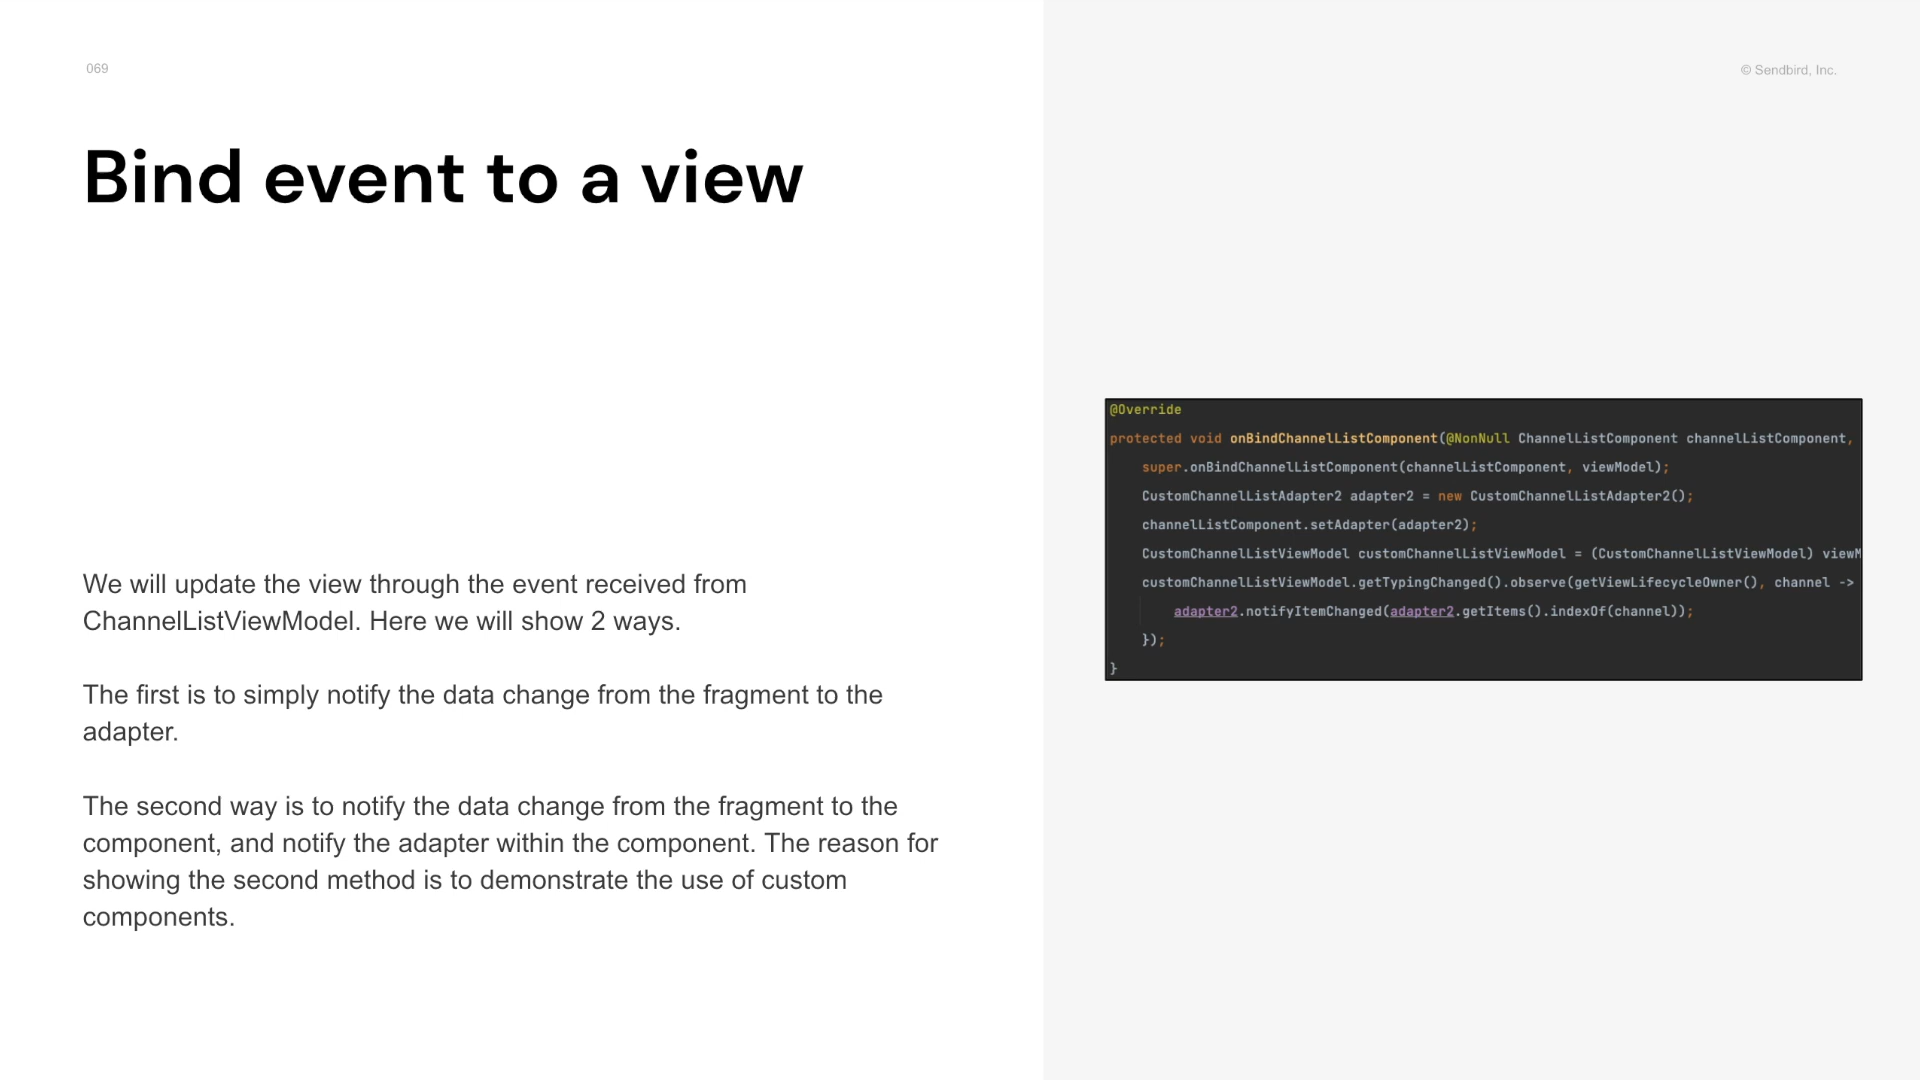 069
© Sendbird, Inc.
Bind event to a view
We will update the view through the event received from
ChannelListViewModel. Here we will show 2 ways.
The first is to simply notify the data change from the fragment to the
adapter.
The second way is to notify the data change from the fragment to the
component, and notify the adapter within the component. The reason for
showing the second method is to demonstrate the use of custom
components.
@Override
protected void onBindChannelListComponent(@NonNull ChannelListComponent channelListComponent,
super.onBindChannelListComponent(channelListComponent, viewModel);
CustomChannelListAdapter2 adapter2 = new CustomChannelListAdapter2();
channelListComponent.setAdapter(adapter2);
CustomChannelListViewModel customChannelListViewModel = (CustomChannelListViewModel) viewM
customChannelListViewModel.getTypingChanged().observe(getViewLifecycleOwner(), channel ->
adapter2.notifyItemChanged(adapter2.getItems().indexOf(channel));
});
}